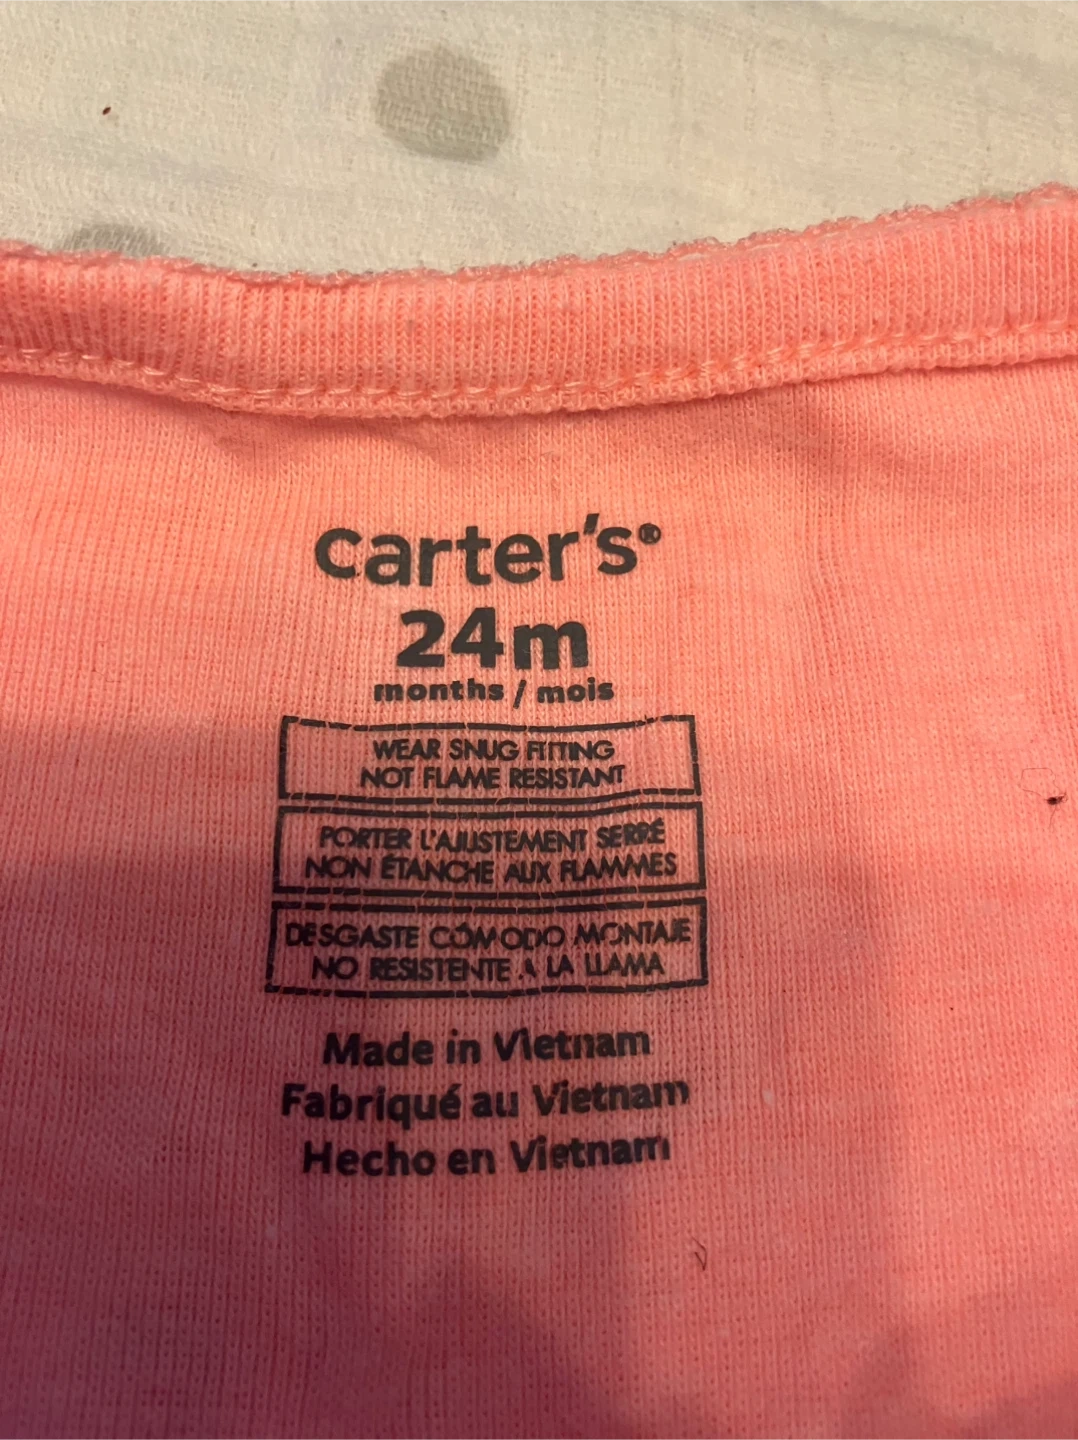 carter's®
24m
months / mois
WEAR SNUG FITTING
NOT FLAME RESISTANT
PORTER L'AJUSTEMENT SERRÉ
NON ÉTANCHE AUX FLAMMES
DESGASTE CÓMODO MONTAJE
NO RESISTENTE A LA LLAMA
Made in Vietnam
Fabriqué au Vietnam
Hecho en Vietnam